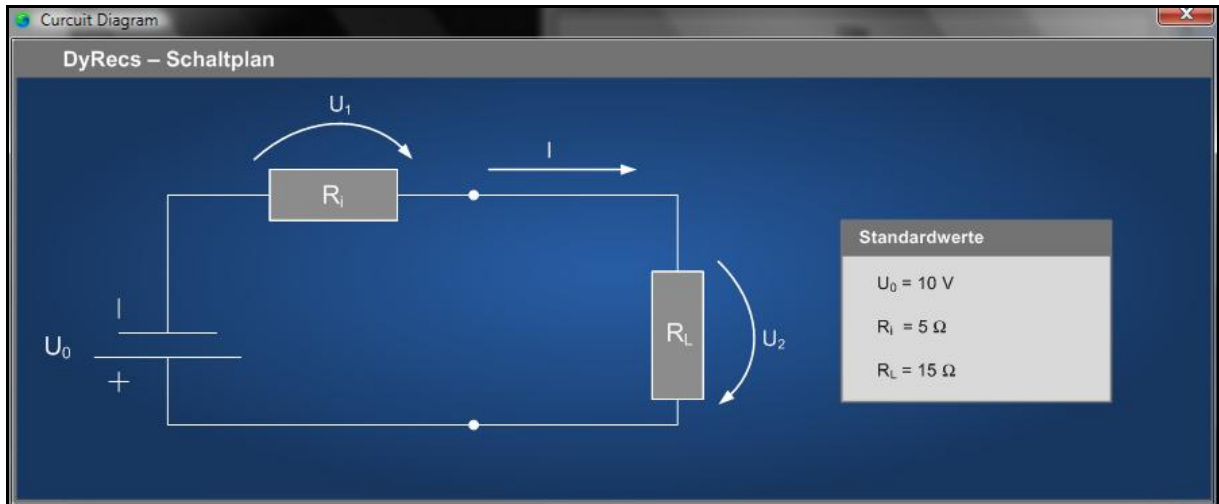 Curcuit Diagram
X
DyRecs – Schaltplan
U₁
I
Rᵢ
Standardwerte
U₀ = 10 V
Rᵢ = 5 Ω
R_L = 15 Ω
|
U₀
+
R_L
U₂